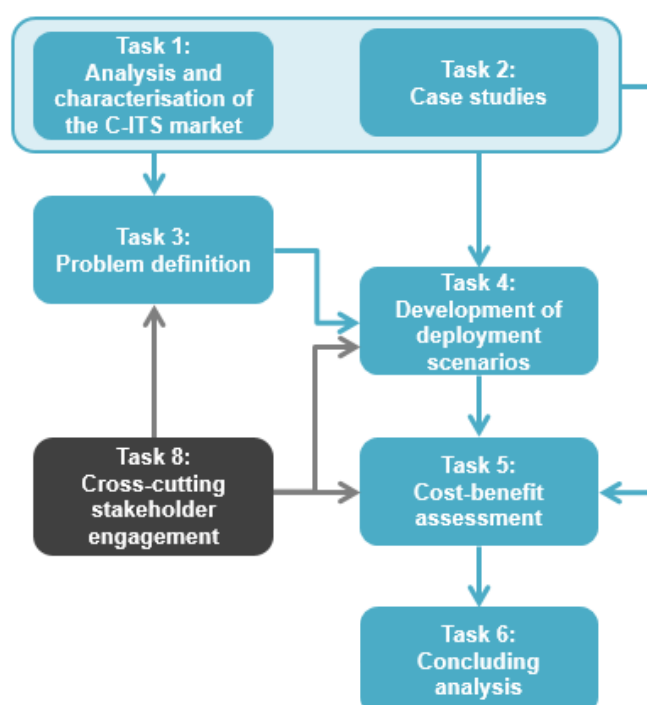 Task 1:
Analysis and
characterisation of
the C-ITS market
Task 2:
Case studies
Task 3:
Problem definition
Task 4:
Development of
deployment
scenarios
Task 8:
Cross-cutting
stakeholder
engagement
Task 5:
Cost-benefit
assessment
Task 6:
Concluding
analysis